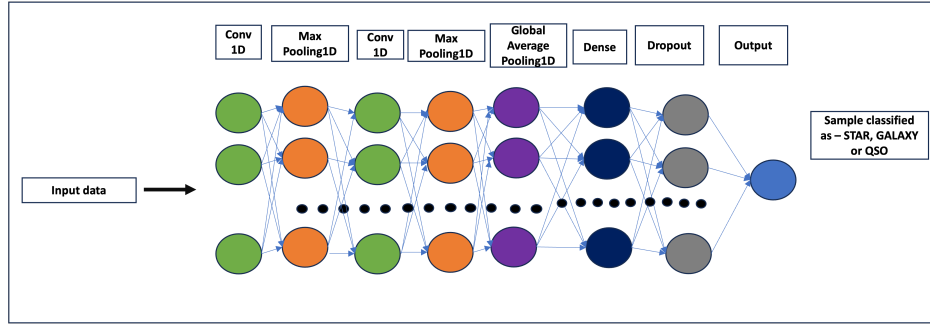 Conv
1D
Max
Pooling1D
Conv
1D
Max
Pooling1D
Global
Average
Pooling1D
Dense
Dropout
Output
Input data
Sample classified
as – STAR, GALAXY
or QSO